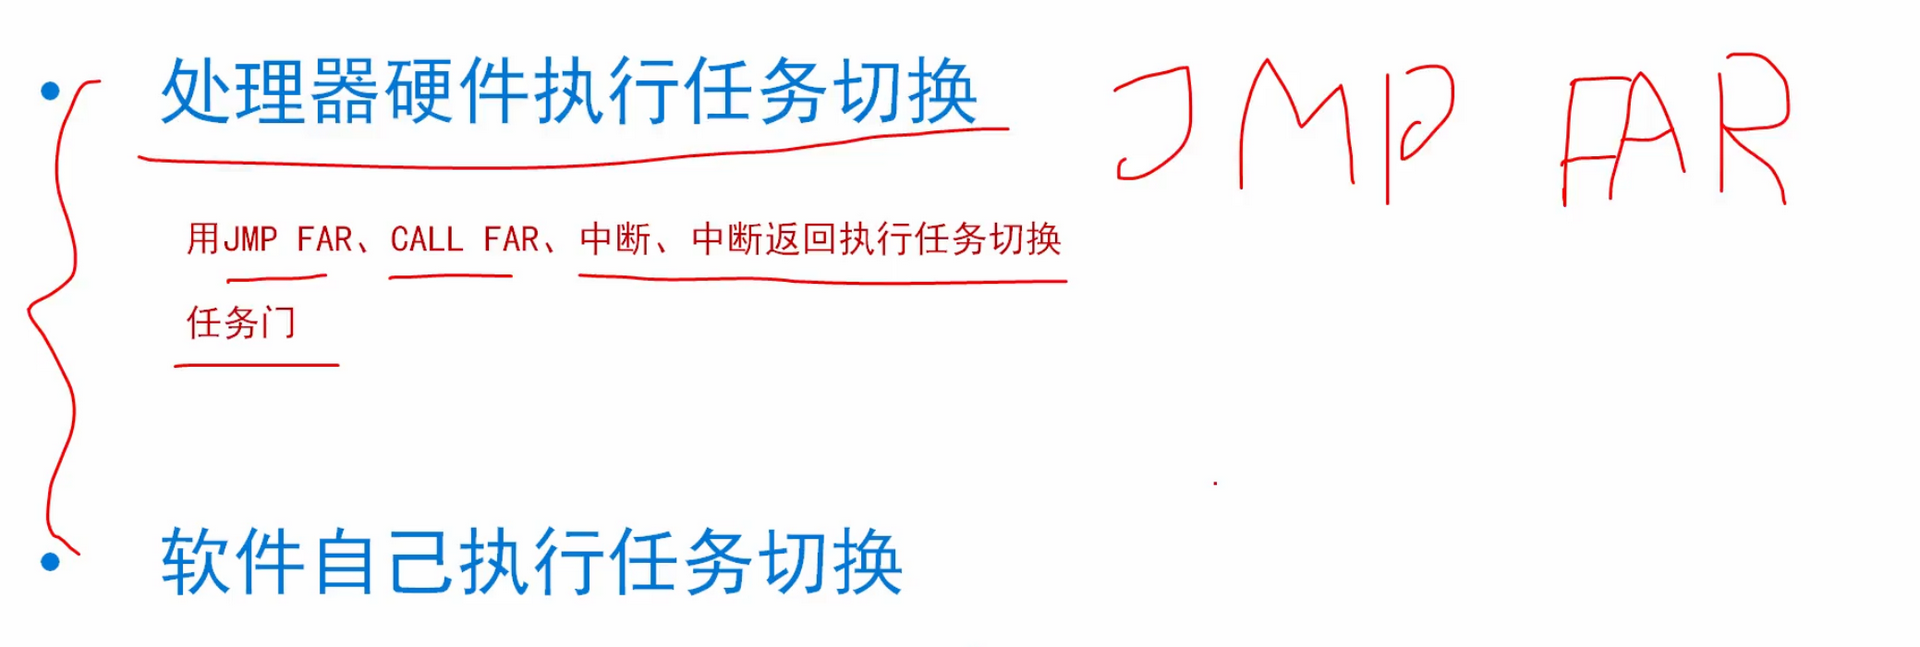 处理器硬件执行任务切换 JMP FAR
用JMP FAR、CALL FAR、中断、中断返回执行任务切换
任务门
软件自己执行任务切换